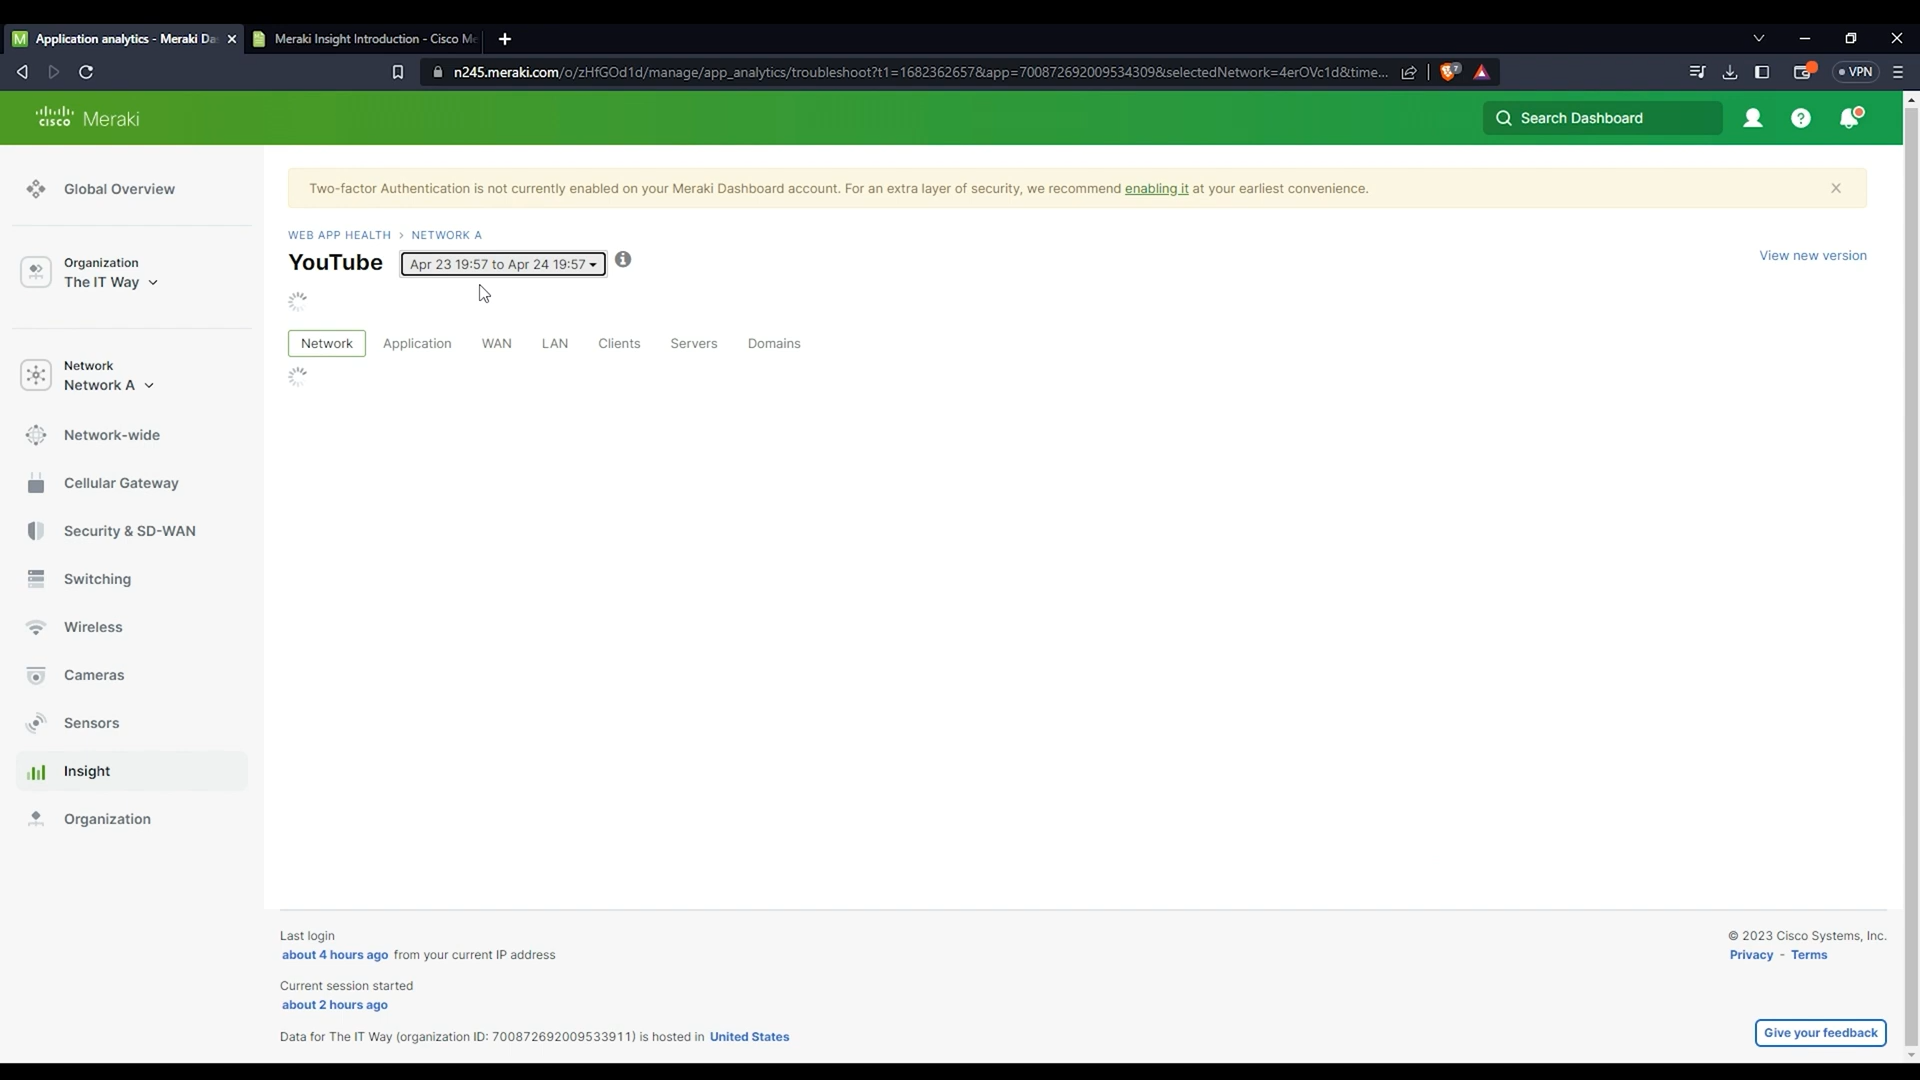 Application analytics - Meraki Da
Meraki Insight Introduction - Cisco Me
n245.meraki.com/o/zHfGOd1d/manage/app_analytics/troubleshoot?t1=1682362657&app=700872692009534309&selectedNetwork=4erOVc1d&time...
7
VPN
cisco Meraki
Search Dashboard
Global Overview
Organization
The IT Way
Network
Network A
Network-wide
Cellular Gateway
Security & SD-WAN
Switching
Wireless
Cameras
Sensors
Insight
Organization
Two-factor Authentication is not currently enabled on your Meraki Dashboard account. For an extra layer of security, we recommend enabling it at your earliest convenience.
WEB APP HEALTH > NETWORK A
YouTube Apr 23 19:57 to Apr 24 19:57
View new version
Network Application WAN LAN Clients Servers Domains
Last login
about 4 hours ago from your current IP address
Current session started
about 2 hours ago
Data for The IT Way (organization ID: 700872692009533911) is hosted in United States
© 2023 Cisco Systems, Inc.
Privacy - Terms
Give your feedback